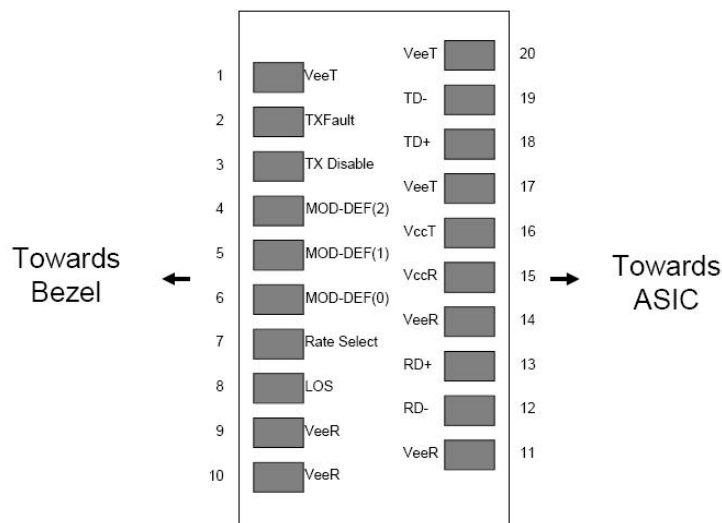 VeeT 20
1 VeeT
TD- 19
2 TXFault
TD+ 18
3 TX Disable
VeeT 17
4 MOD-DEF(2)
VccT 16
5 MOD-DEF(1)
Towards
Bezel
VccR 15
Towards
ASIC
6 MOD-DEF(0)
VeeR 14
7 Rate Select
RD+ 13
8 LOS
RD- 12
9 VeeR
VeeR 11
10 VeeR